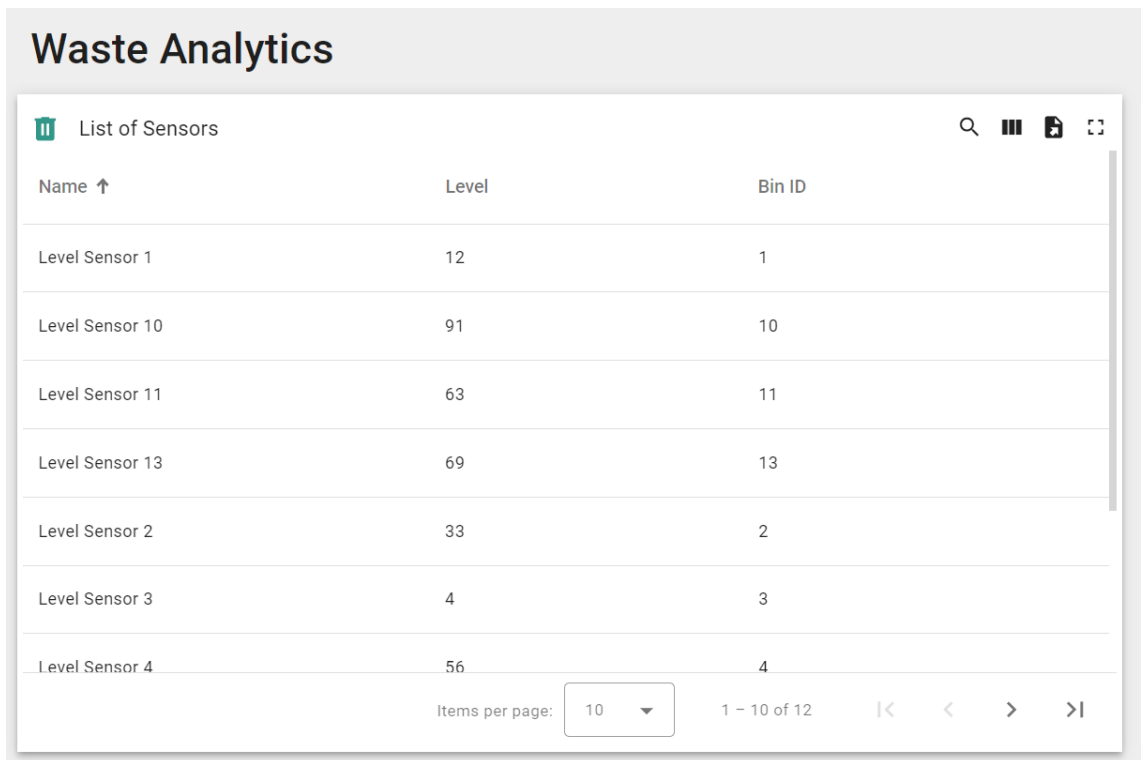 Waste Analytics
List of Sensors
Name Level Bin ID
Level Sensor 1 12 1
Level Sensor 10 91 10
Level Sensor 11 63 11
Level Sensor 13 69 13
Level Sensor 2 33 2
Level Sensor 3 4 3
Level Sensor 4 56 4
Items per page: 10 1 – 10 of 12